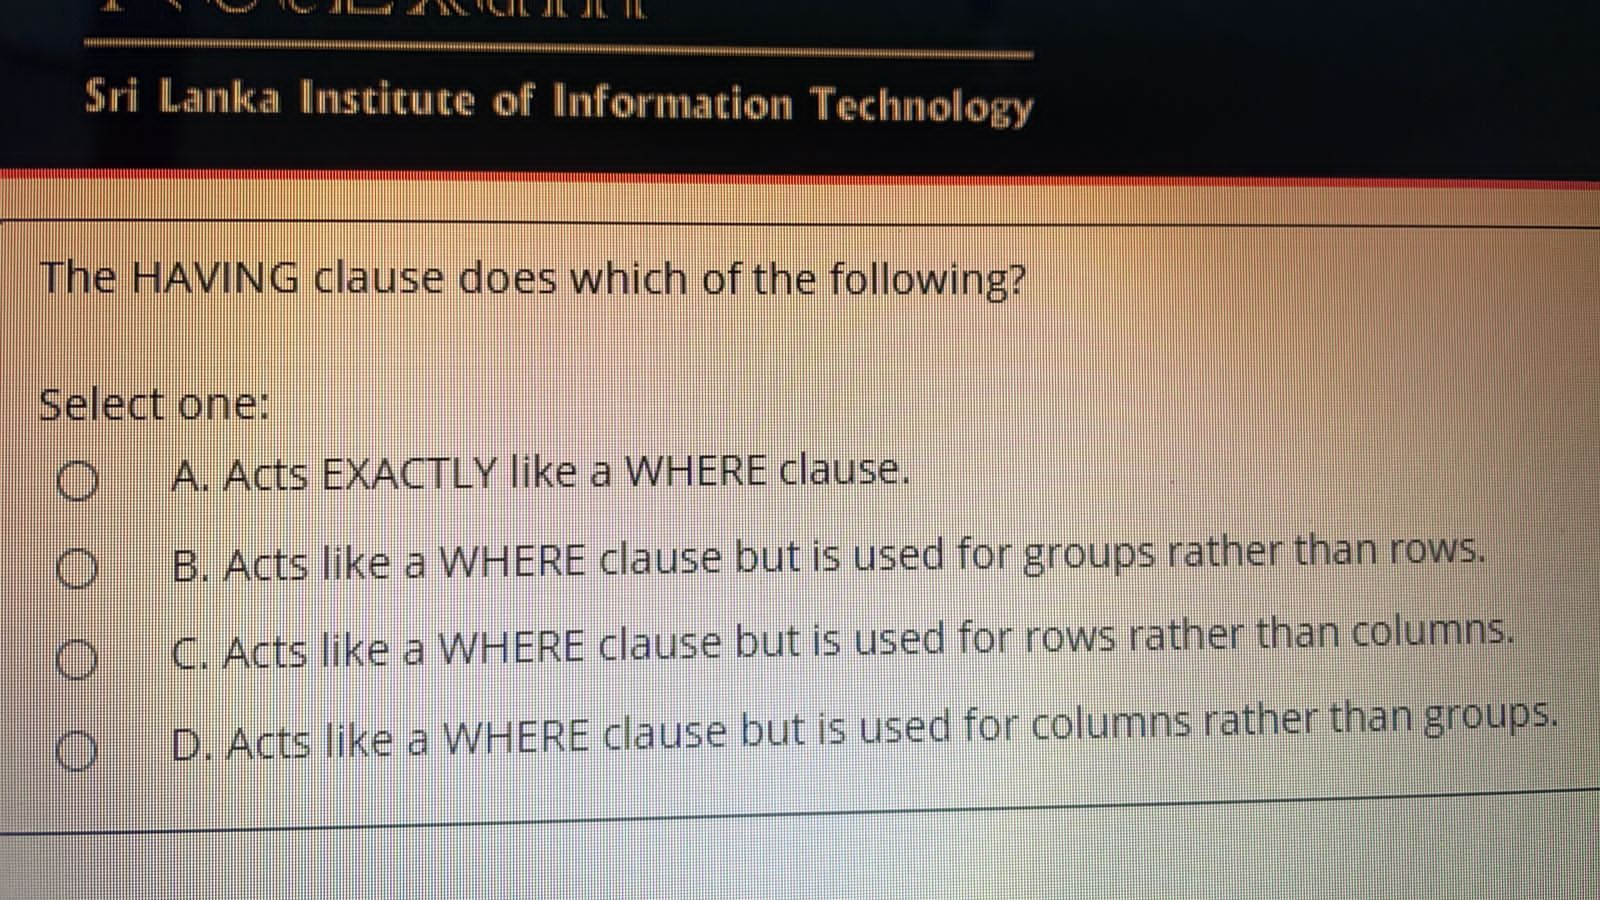 Sri Lanka Institute of Information Technology
The HAVING clause does which of the following?
Select one:
A. Acts EXACTLY like a WHERE clause.
B. Acts like a WHERE clause but is used for groups rather than rows.
C. Acts like a WHERE clause but is used for rows rather than columns.
D. Acts like a WHERE clause but is used for columns rather than groups.